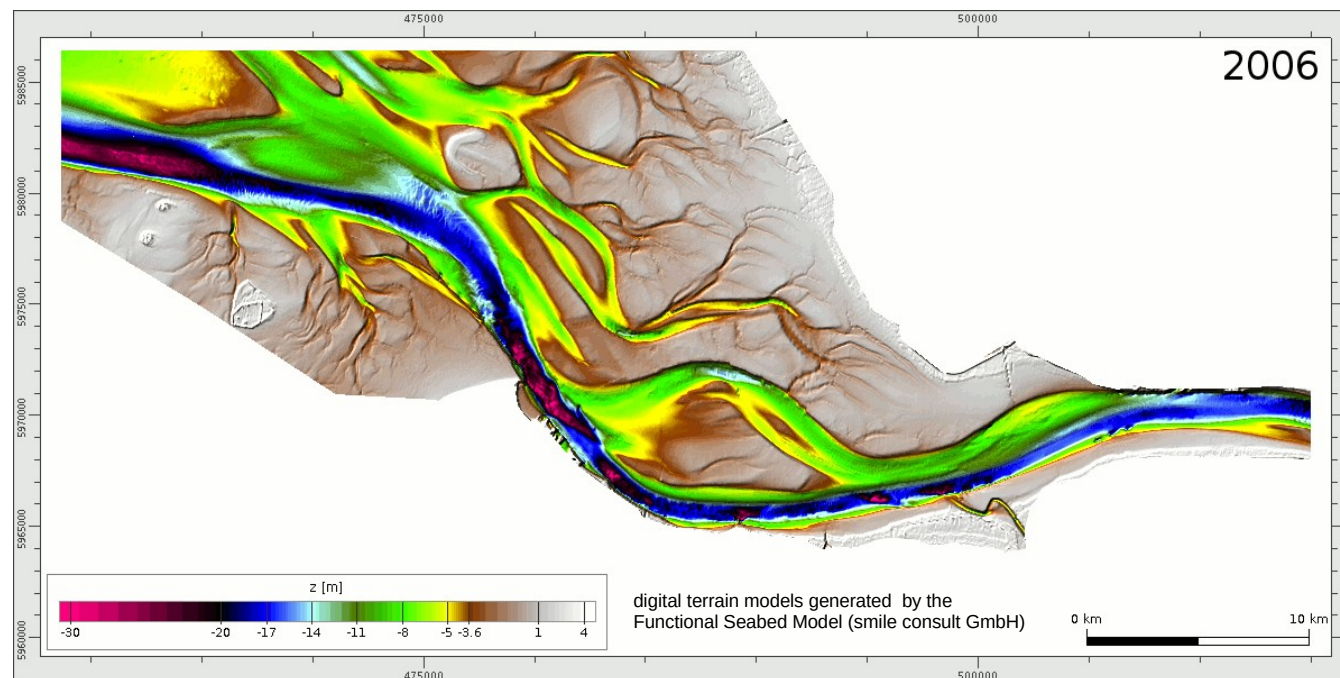 475000 500000
2006
5985000
5980000
5975000
5970000
5965000
5960000
z [m]
-30 -20 -17 -14 -11 -8 -5 -3.6 1 4
digital terrain models generated  by the
Functional Seabed Model (smile consult GmbH)
0 km 10 km
475000 500000